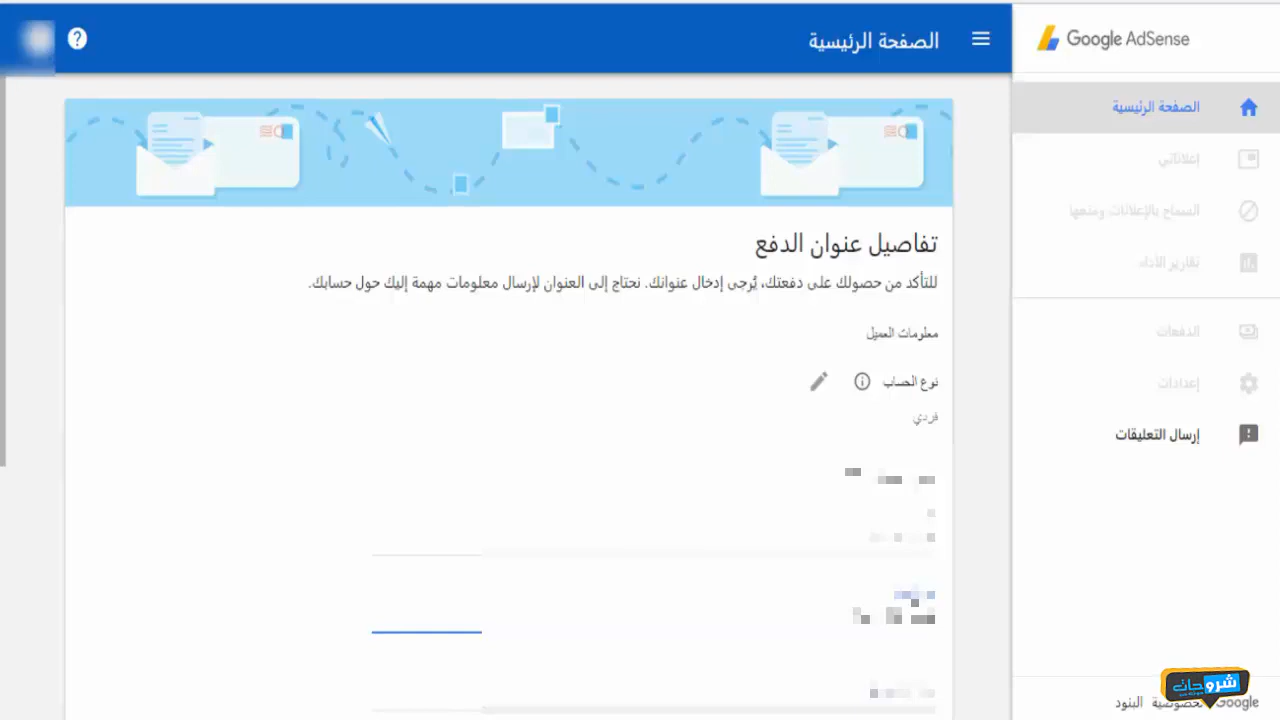 Google AdSense
الصفحة الرئيسية
إعلاناتي
السماح بالإعلانات ومنعها
تقارير الأداء
الدفعات
إعدادات
إرسال التعليقات
Google
البنود
شروحات
الصفحة الرئيسية
?
تفاصيل عنوان الدفع
للتأكد من حصولك على دفعتك، يُرجى إدخال عنوانك. نحتاج إلى العنوان لإرسال معلومات مهمة إليك حول حسابك.
معلومات العميل
نوع الحساب
فردي